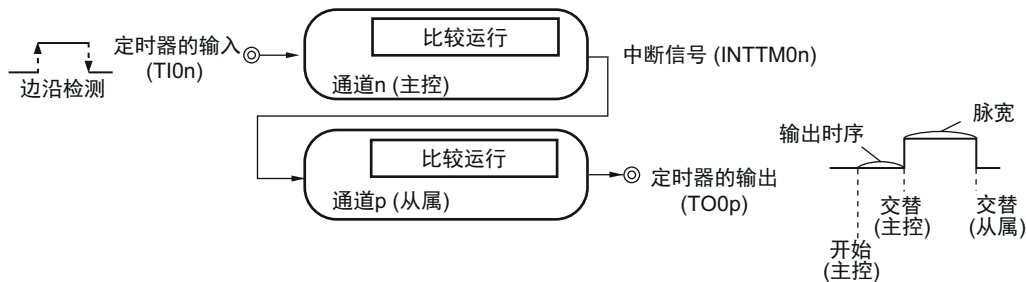 定时器的输入
(TI0n)
边沿检测
比较运行
通道n (主控)
中断信号 (INTTM0n)
比较运行
通道p (从属)
定时器的输出
(TO0p)
输出时序
脉宽
交替
(主控)
交替
(从属)
开始
(主控)